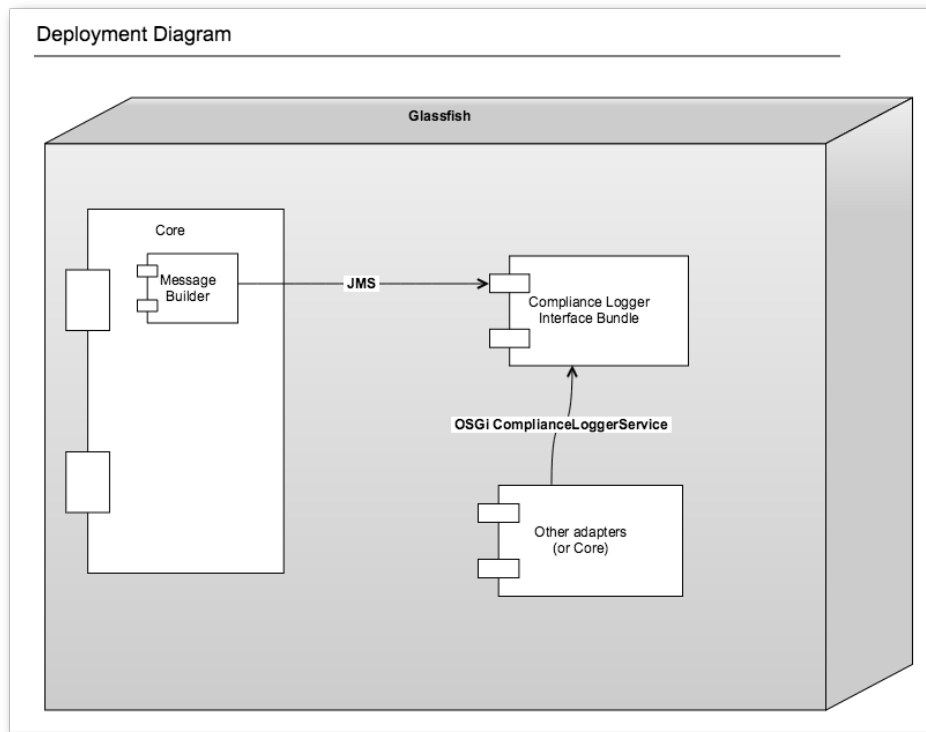 Deployment Diagram
Glassfish
Core
Message
Builder
JMS
Compliance Logger
Interface Bundle
OSGi ComplianceLoggerService
Other adapters
(or Core)